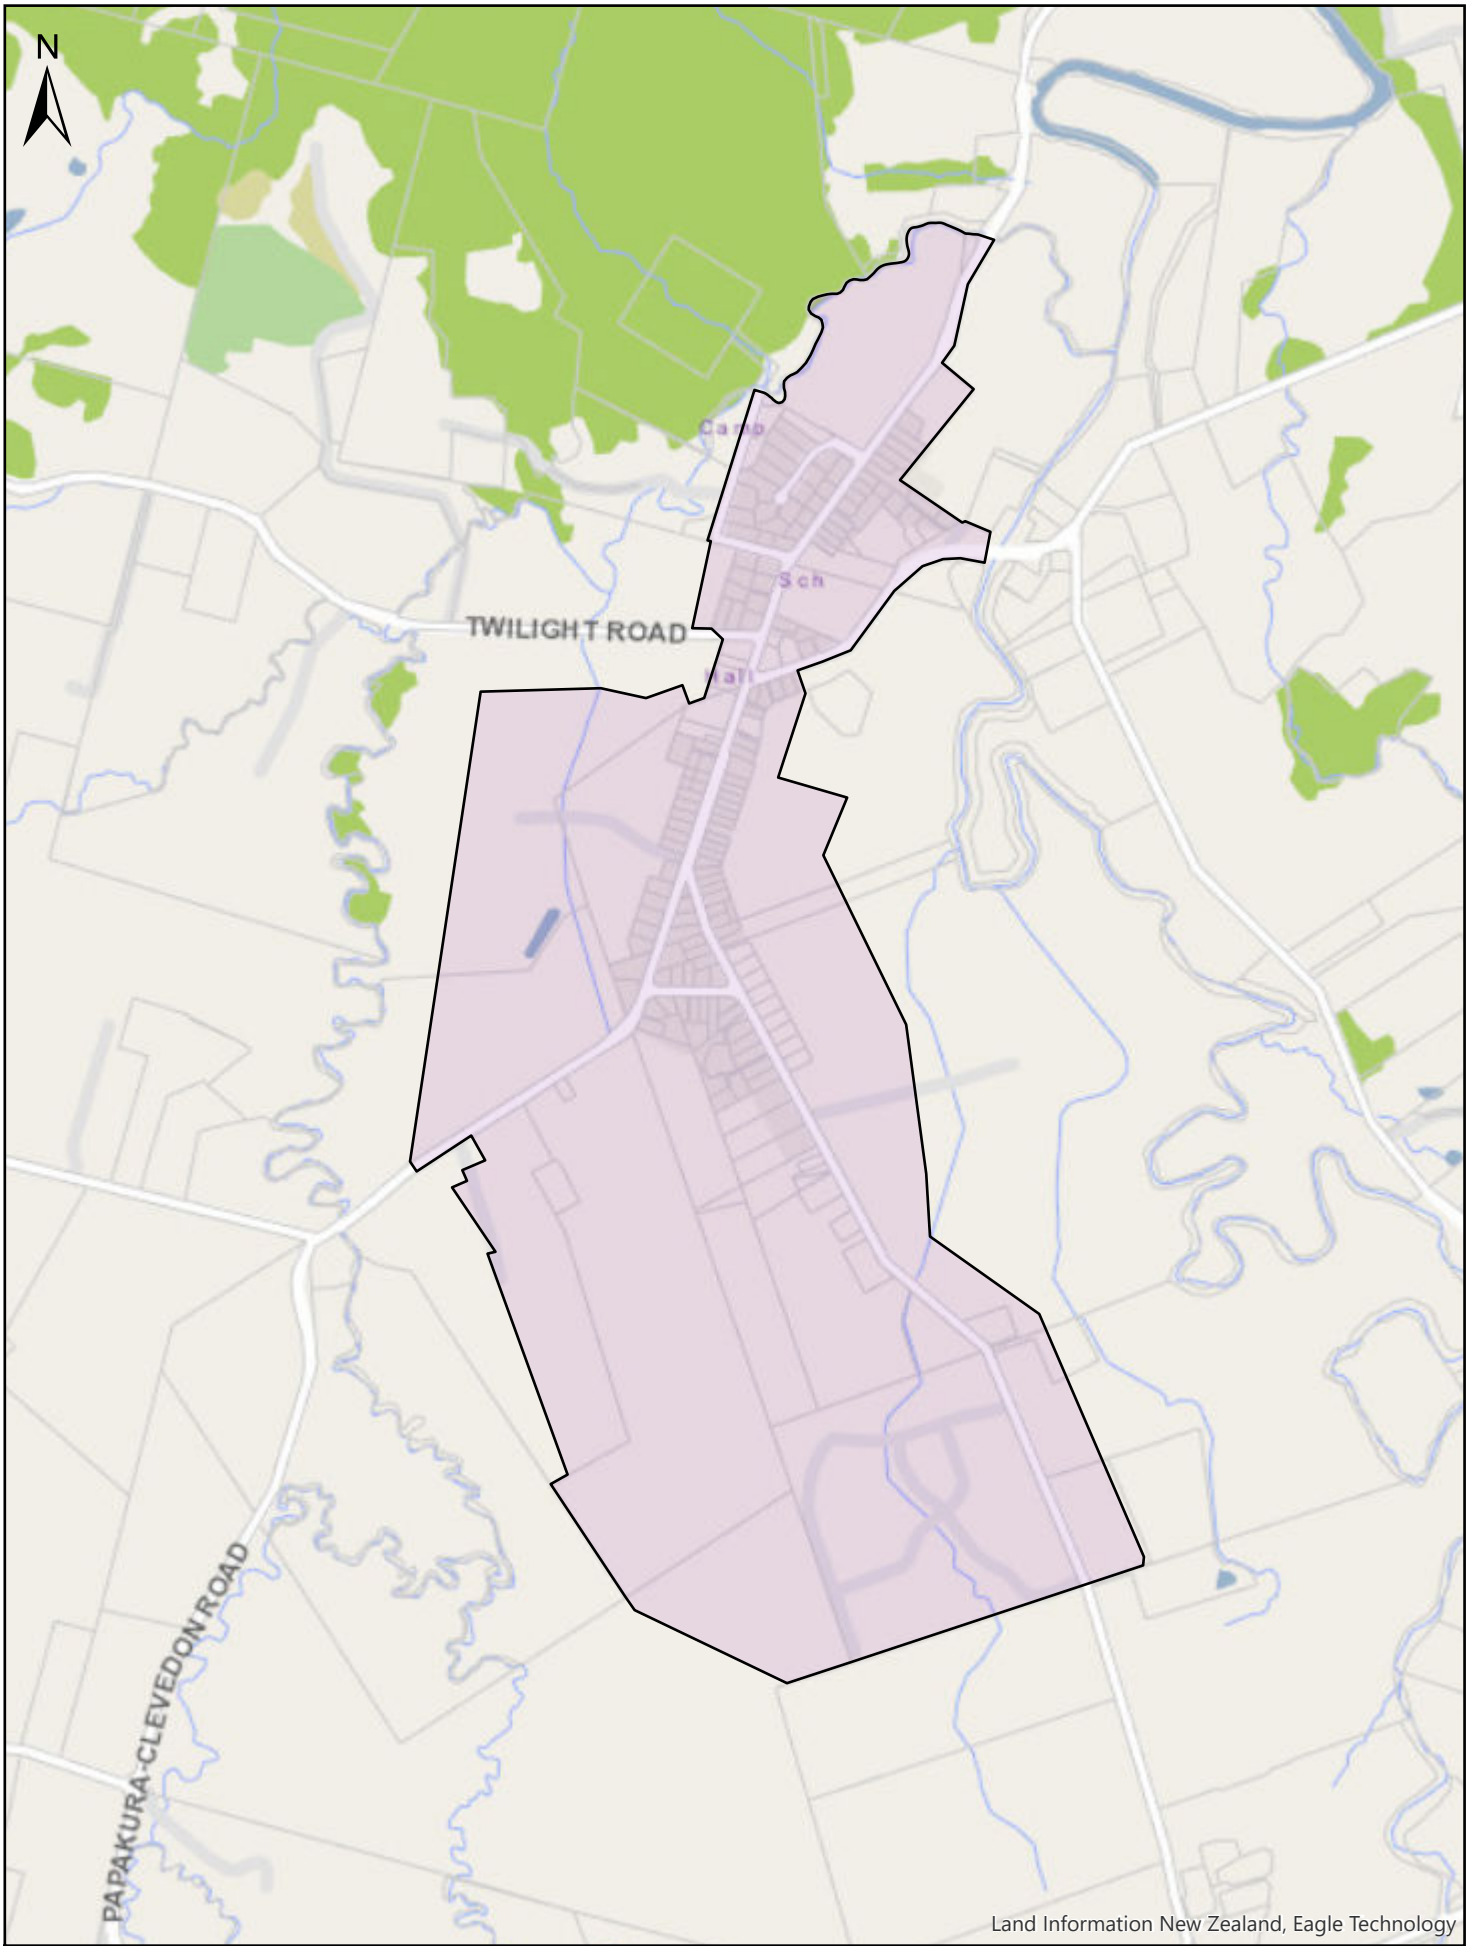 N
Camp
Sch
TWILIGHT ROAD
Hall
PAPAKURA-CLEVEDON ROAD
Land Information New Zealand, Eagle Technology